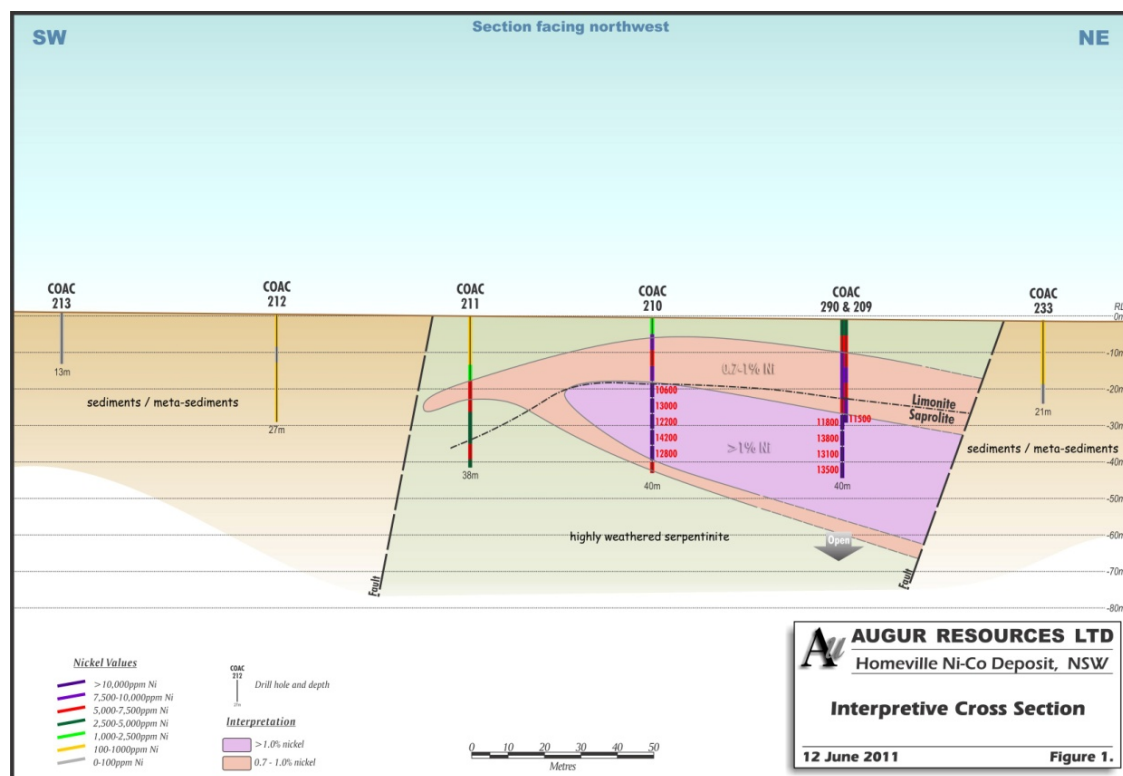 Section facing northwest
SW
NE
COAC
213
COAC
212
COAC
211
COAC
210
COAC
290 & 209
COAC
233
RL
0m
-10m
-20m
-30m
-40m
-50m
-60m
-70m
-80m
13m
27m
38m
40m
40m
21m
sediments / meta-sediments
sediments / meta-sediments
0.7-1% Ni
Limonite
Saprolite
>1% Ni
10600
13000
12200
14200
12800
11800
11500
13800
13100
13500
highly weathered serpentinite
Open
Fault
Fault
Nickel Values
>10,000ppm Ni
7,500-10,000ppm Ni
5,000-7,500ppm Ni
2,500-5,000ppm Ni
1,000-2,500ppm Ni
100-1000ppm Ni
0-100ppm Ni
COAC
212
27m
Drill hole and depth
Interpretation
>1.0% nickel
0.7 - 1.0% nickel
0 10 20 30 40 50
Metres
Au
AUGUR RESOURCES LTD
Homeville Ni-Co Deposit, NSW
Interpretive Cross Section
12 June 2011 Figure 1.